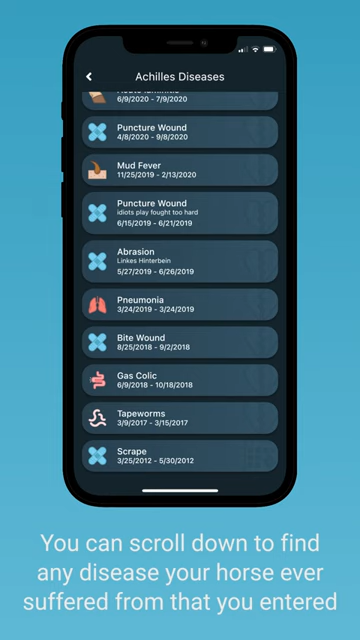 Achilles Diseases
6/9/2020 - 7/9/2020
Puncture Wound
4/8/2020 - 9/8/2020
Mud Fever
11/25/2019 - 2/13/2020
Puncture Wound
idiots play fought too hard
6/15/2019 - 6/21/2019
Abrasion
Linkes Hinterbein
5/27/2019 - 6/26/2019
Pneumonia
3/24/2019 - 3/24/2019
Bite Wound
8/25/2018 - 9/2/2018
Gas Colic
6/9/2018 - 10/18/2018
Tapeworms
3/9/2017 - 3/15/2017
Scrape
3/25/2012 - 5/30/2012
You can scroll down to find
any disease your horse ever
suffered from that you entered